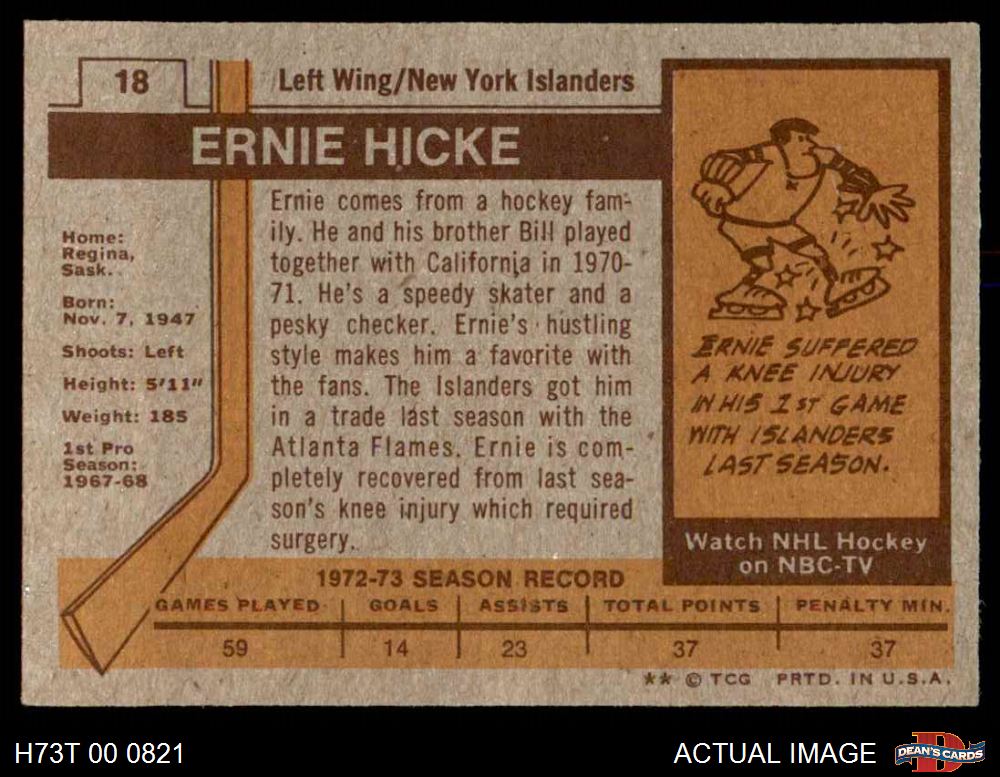 18
Left Wing/New York Islanders
ERNIE HICKE
Home:
Regina,
Sask.
Born:
Nov. 7, 1947
Shoots: Left
Height: 5'11"
Weight: 185
1st Pro
Season:
1967-68
Ernie comes from a hockey fam-
ily. He and his brother Bill played
together with California in 1970-
71. He's a speedy skater and a
pesky checker. Ernie's hustling
style makes him a favorite with
the fans. The Islanders got him
in a trade last season with the
Atlanta Flames. Ernie is com-
pletely recovered from last sea-
son's knee injury which required
surgery.
ERNIE SUFFERED
A KNEE INJURY
IN HIS 1ST GAME
WITH ISLANDERS
LAST SEASON.
Watch NHL Hockey
on NBC-TV
1972-73 SEASON RECORD
GAMES PLAYED GOALS ASSISTS TOTAL POINTS PENALTY MIN.
59 14 23 37 37
** © TCG PRTD. IN U.S.A.
H73T 00 0821
ACTUAL IMAGE
DEAN'S CARDS